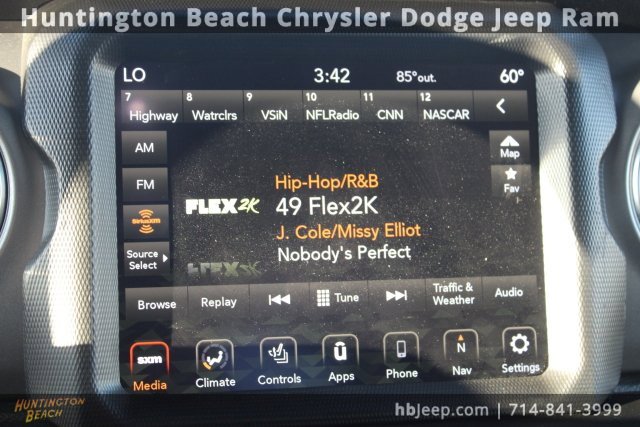 Huntington Beach Chrysler Dodge Jeep Ram
LO 3:42 85°out. 60°
7 8 9 10 11 12
Highway Watrclrs VSiN NFLRadio CNN NASCAR
AM
Map
FM
Fav
Hip-Hop/R&B
FLEX2K 49 Flex2K
SiriusXM
J. Cole/Missy Elliot
Nobody's Perfect
Source
Select
Browse Replay Tune Traffic & Weather Audio
sxm û N
Media Climate Controls Apps Phone Nav Settings
HUNTINGTON
BEACH
hbjeep.com | 714-841-3999